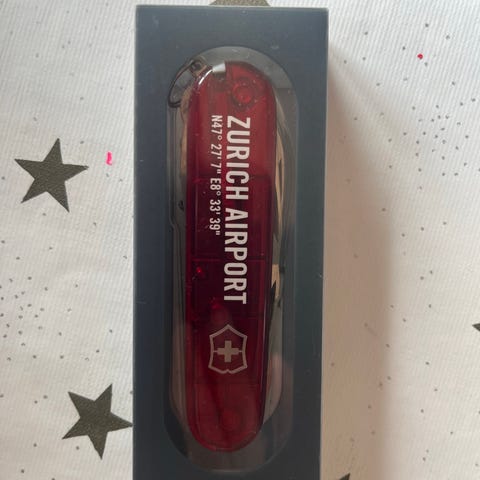 ZURICH AIRPORT
N47° 27' 7" E8° 33' 39"